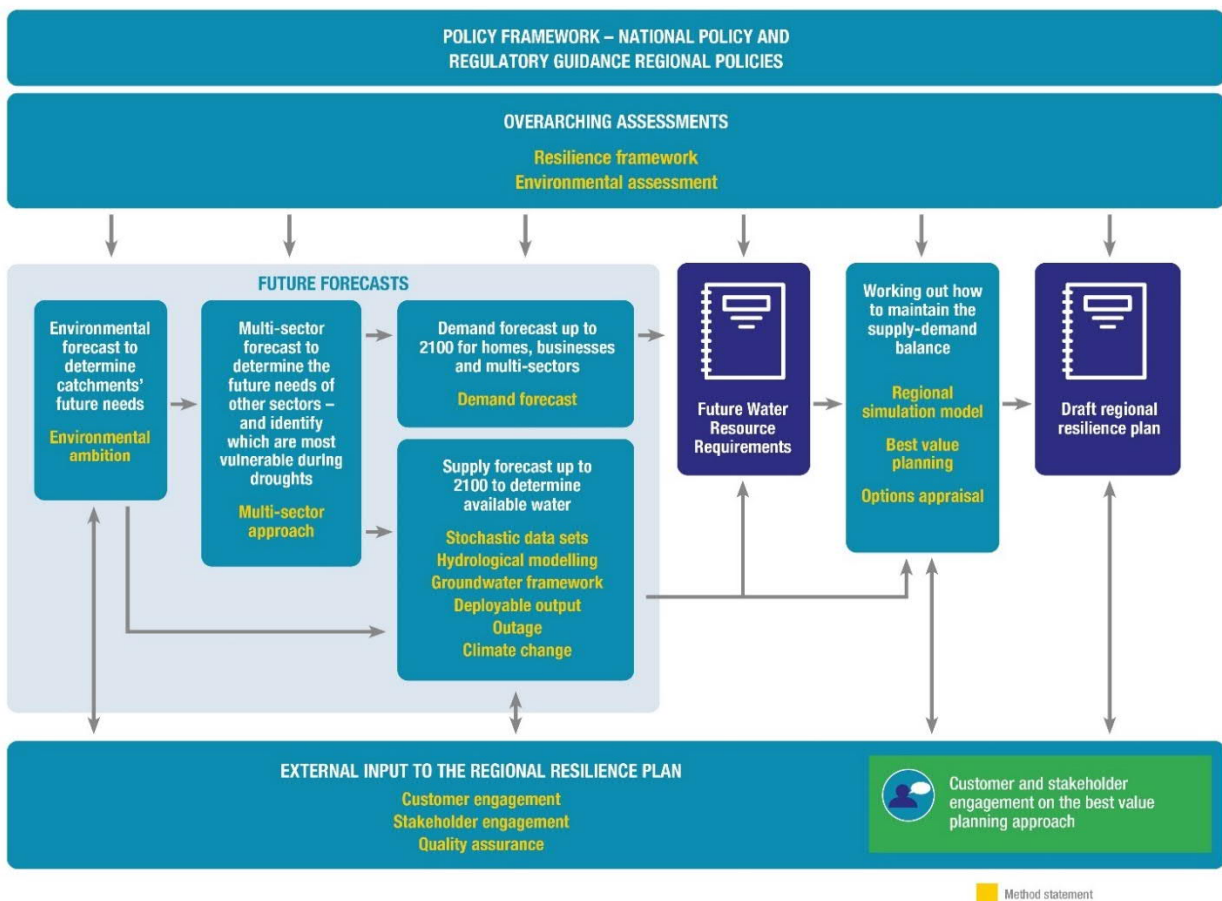 POLICY FRAMEWORK – NATIONAL POLICY AND
REGULATORY GUIDANCE REGIONAL POLICIES
OVERARCHING ASSESSMENTS
Resilience framework
Environmental assessment
FUTURE FORECASTS
Environmental
forecast to
determine
catchments’
future needs
Environmental
ambition
Multi-sector
forecast to
determine the
future needs of
other sectors –
and identify
which are most
vulnerable during
droughts
Multi-sector
approach
Demand forecast up to
2100 for homes, businesses
and multi-sectors
Demand forecast
Supply forecast up to
2100 to determine
available water
Stochastic data sets
Hydrological modelling
Groundwater framework
Deployable output
Outage
Climate change
Future Water
Resource
Requirements
Working out how
to maintain the
supply-demand
balance
Regional
simulation model
Best value
planning
Options appraisal
Draft regional
resilience plan
EXTERNAL INPUT TO THE REGIONAL RESILIENCE PLAN
Customer engagement
Stakeholder engagement
Quality assurance
Customer and stakeholder
engagement on the best value
planning approach
Method statement